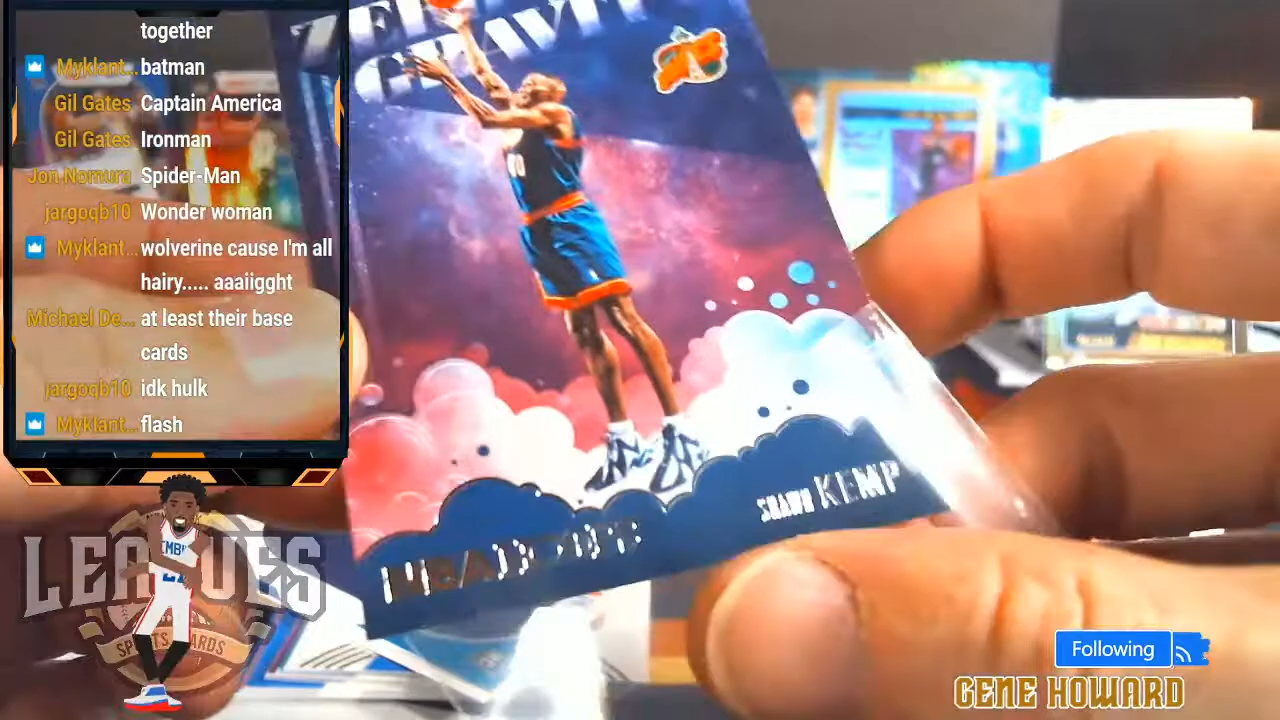 together
Myklant... batman
Gil Gates Captain America
Gil Gates Ironman
Jon Nomura Spider-Man
jargoqb10 Wonder woman
Myklant... wolverine cause I'm all
hairy..... aaaiigght
Michael De... at least their base
cards
jargoqb10 idk hulk
Myklant... flash
SHAWN KEMP
LEAGUES
Following
GENE HOWARD